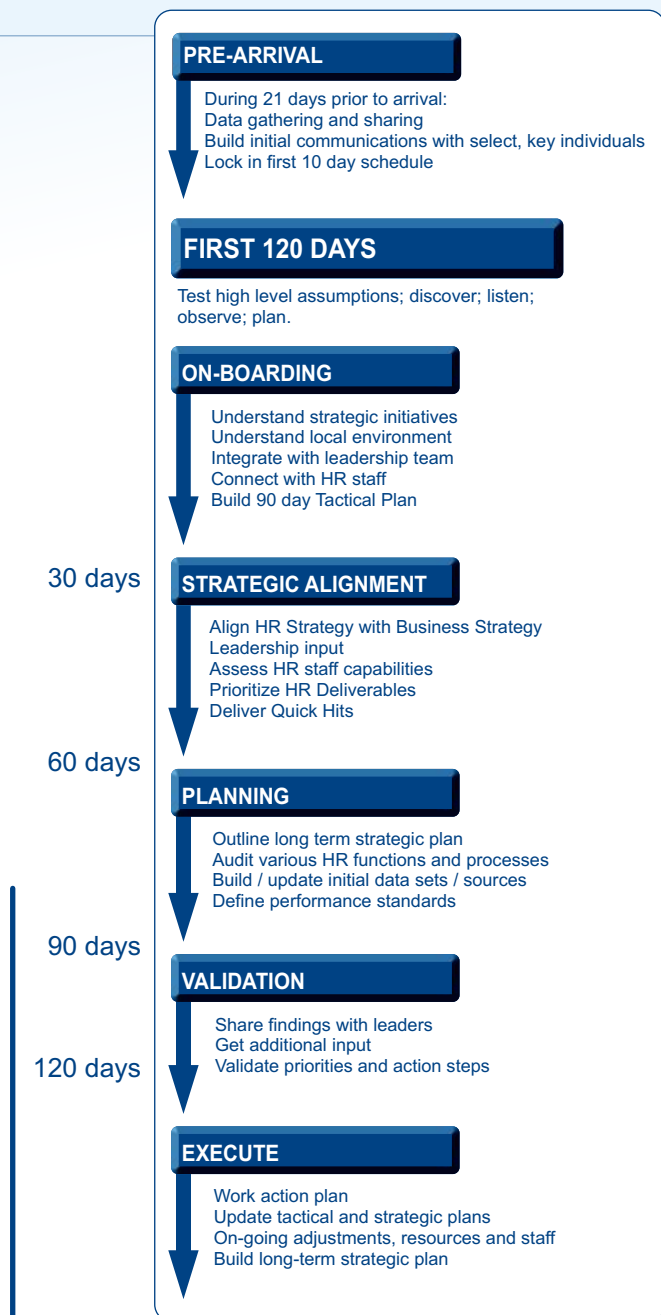 PRE-ARRIVAL
During 21 days prior to arrival:
Data gathering and sharing
Build initial communications with select, key individuals
Lock in first 10 day schedule
FIRST 120 DAYS
Test high level assumptions; discover; listen;
observe; plan.
ON-BOARDING
Understand strategic initiatives
Understand local environment
Integrate with leadership team
Connect with HR staff
Build 90 day Tactical Plan
30 days
STRATEGIC ALIGNMENT
Align HR Strategy with Business Strategy
Leadership input
Assess HR staff capabilities
Prioritize HR Deliverables
Deliver Quick Hits
60 days
PLANNING
Outline long term strategic plan
Audit various HR functions and processes
Build / update initial data sets / sources
Define performance standards
90 days
VALIDATION
Share findings with leaders
Get additional input
Validate priorities and action steps
120 days
EXECUTE
Work action plan
Update tactical and strategic plans
On-going adjustments, resources and staff
Build long-term strategic plan